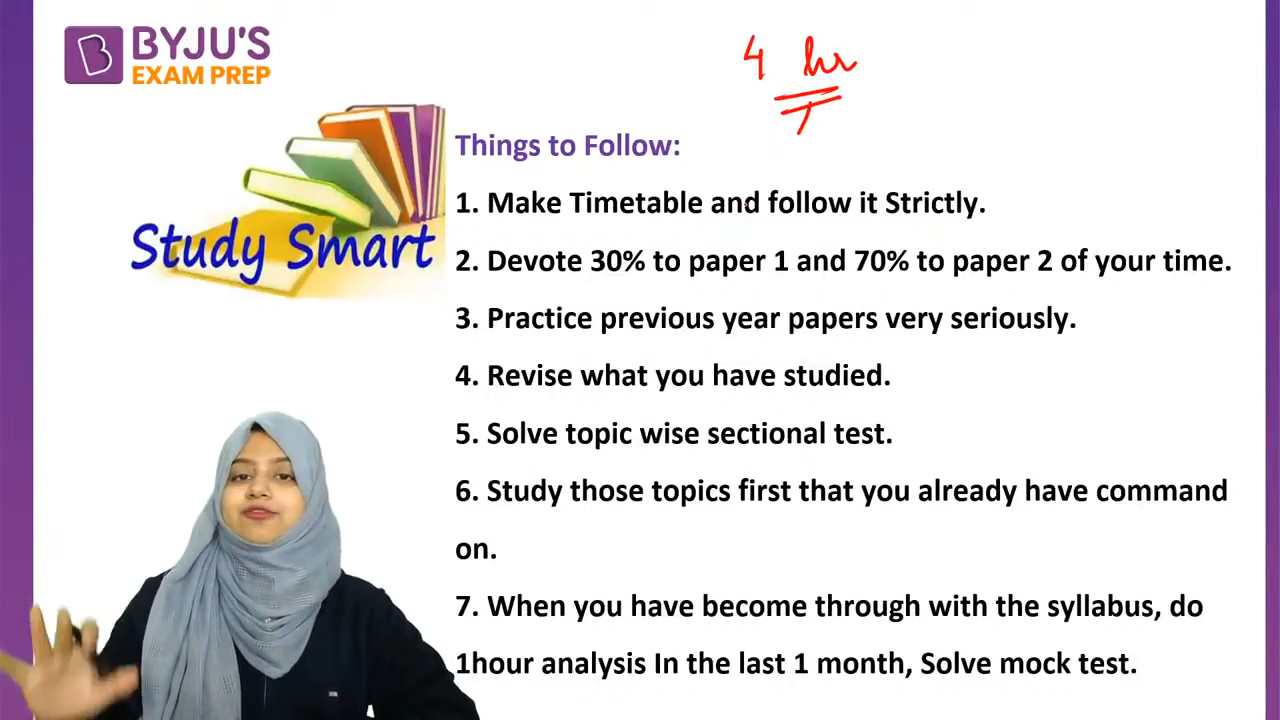 BYJU'S
EXAM PREP
4 hr
Study Smart
Things to Follow:
1. Make Timetable and follow it Strictly.
2. Devote 30% to paper 1 and 70% to paper 2 of your time.
3. Practice previous year papers very seriously.
4. Revise what you have studied.
5. Solve topic wise sectional test.
6. Study those topics first that you already have command
on.
7. When you have become through with the syllabus, do
1hour analysis In the last 1 month, Solve mock test.